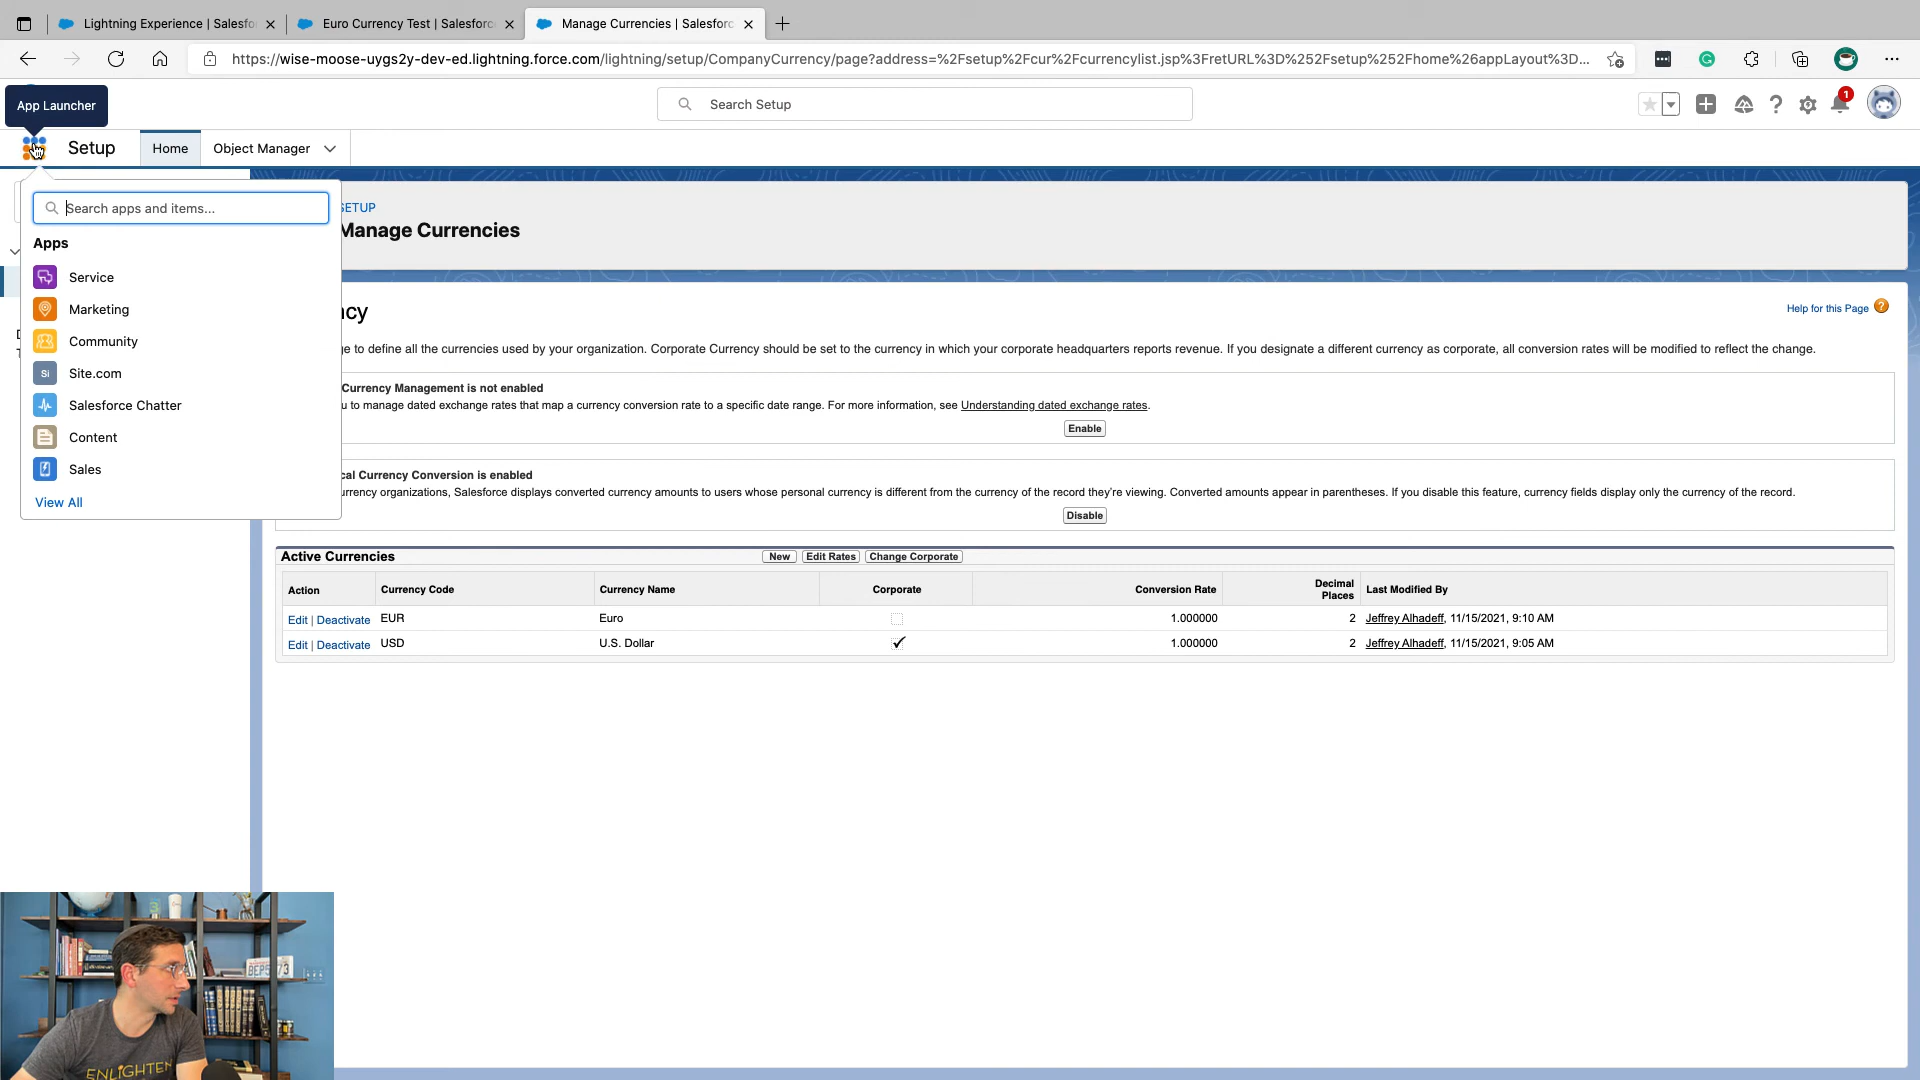 Lightning Experience | Salesfo
Euro Currency Test | Salesforc
Manage Currencies | Salesforc
https://wise-moose-uygs2y-dev-ed.lightning.force.com/lightning/setup/CompanyCurrency/page?address=%2Fsetup%2Fcur%2Fcurrencylist.jsp%3FretURL%3D%252Fsetup%252Fhome%26appLayout%3D...
App Launcher
Search Setup
1
Setup
Home
Object Manager
Search apps and items...
Apps
Service
Marketing
Community
Si
Site.com
Salesforce Chatter
Content
Sales
View All
SETUP
Manage Currencies
cy
Help for this Page
ge to define all the currencies used by your organization. Corporate Currency should be set to the currency in which your corporate headquarters reports revenue. If you designate a different currency as corporate, all conversion rates will be modified to reflect the change.
Currency Management is not enabled
u to manage dated exchange rates that map a currency conversion rate to a specific date range. For more information, see Understanding dated exchange rates.
Enable
cal Currency Conversion is enabled
urrency organizations, Salesforce displays converted currency amounts to users whose personal currency is different from the currency of the record they're viewing. Converted amounts appear in parentheses. If you disable this feature, currency fields display only the currency of the record.
Disable
Active Currencies New Edit Rates Change Corporate
Action Currency Code Currency Name Corporate Conversion Rate Decimal Places Last Modified By
Edit | Deactivate EUR Euro 1.000000 2 Jeffrey Alhadeff, 11/15/2021, 9:10 AM
Edit | Deactivate USD U.S. Dollar 1.000000 2 Jeffrey Alhadeff, 11/15/2021, 9:05 AM
ENLIGHTEN